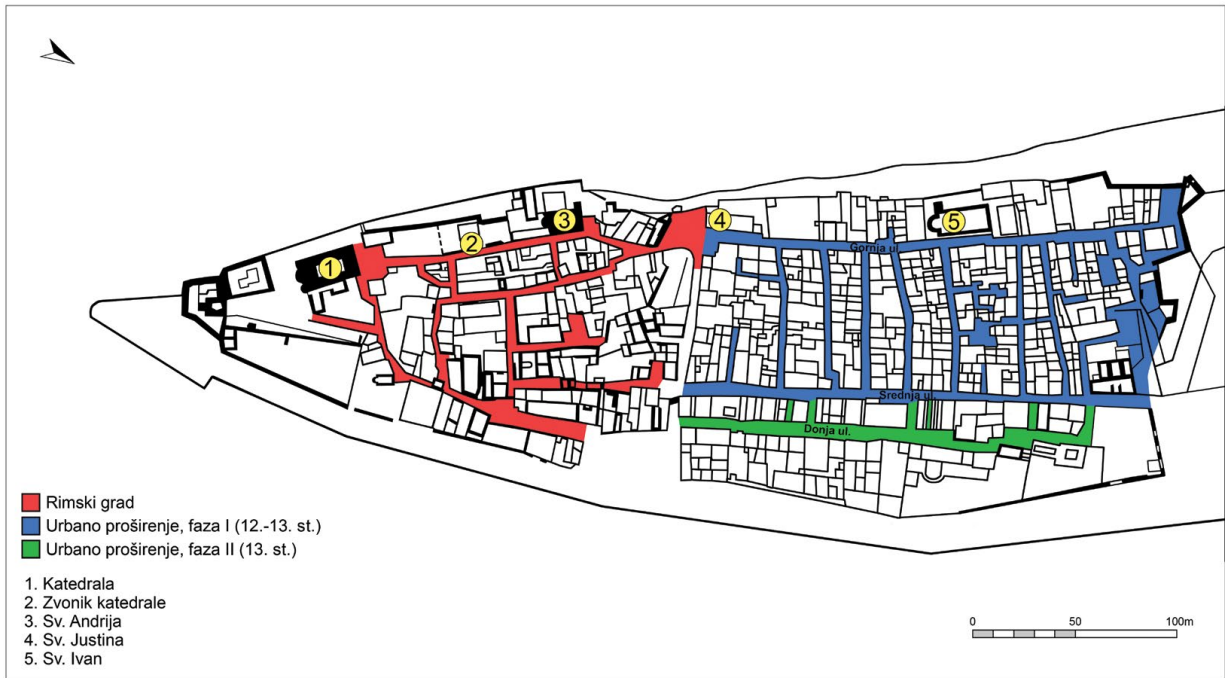 1
2
3
4
5
Gornja ul.
Srednja ul.
Donja ul.
Rimski grad
Urbano proširenje, faza I (12.-13. st.)
Urbano proširenje, faza II (13. st.)
1. Katedrala
2. Zvonik katedrale
3. Sv. Andrija
4. Sv. Justina
5. Sv. Ivan
0 50 100m